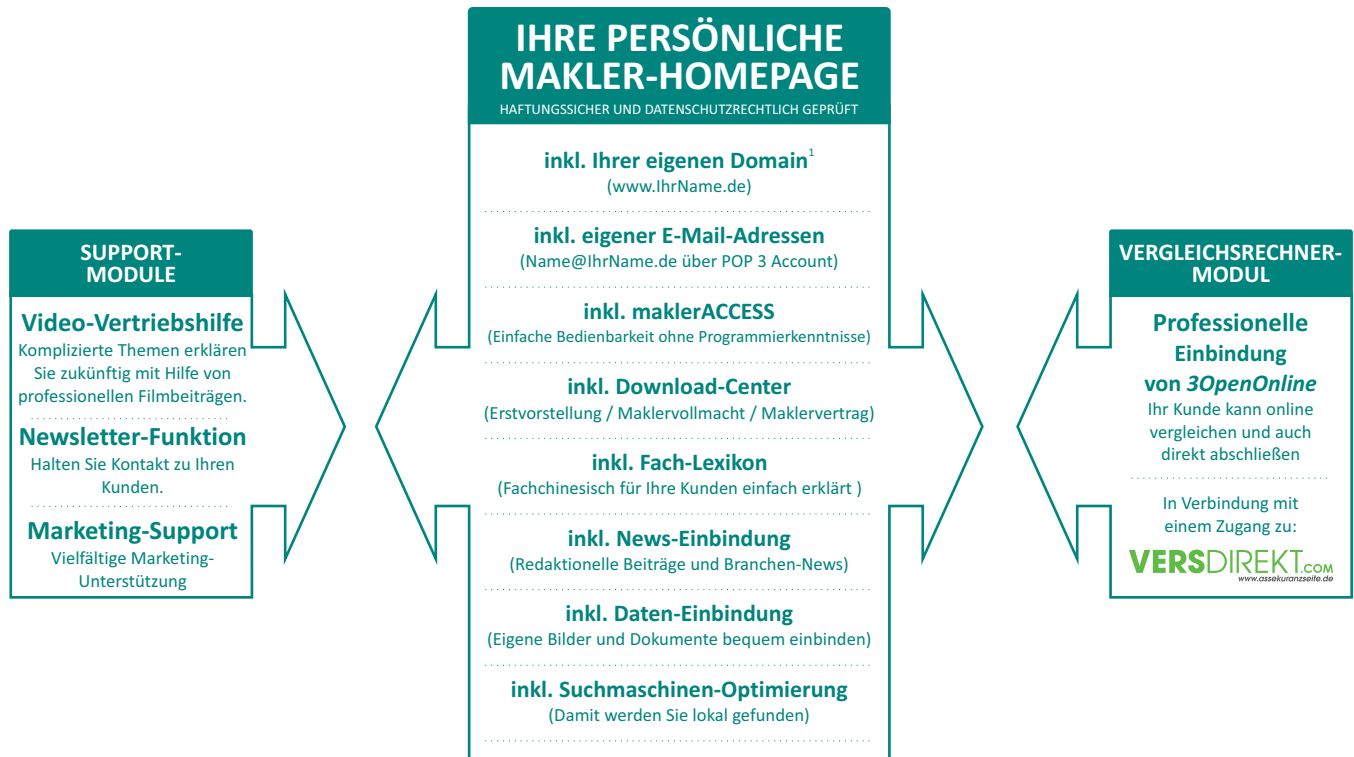 IHRE PERSÖNLICHE
MAKLER-HOMEPAGE
HAFTUNGSSICHER UND DATENSCHUTZRECHTLICH GEPRÜFT
inkl. Ihrer eigenen Domain¹
(www.IhrName.de)
inkl. eigener E-Mail-Adressen
(Name@IhrName.de über POP 3 Account)
inkl. maklerACCESS
(Einfache Bedienbarkeit ohne Programmierkenntnisse)
inkl. Download-Center
(Erstvorstellung / Maklervollmacht / Maklervertrag)
inkl. Fach-Lexikon
(Fachchinesisch für Ihre Kunden einfach erklärt )
inkl. News-Einbindung
(Redaktionelle Beiträge und Branchen-News)
inkl. Daten-Einbindung
(Eigene Bilder und Dokumente bequem einbinden)
inkl. Suchmaschinen-Optimierung
(Damit werden Sie lokal gefunden)
SUPPORT-
MODULE
Video-Vertriebshilfe
Komplizierte Themen erklären
Sie zukünftig mit Hilfe von
professionellen Filmbeiträgen.
Newsletter-Funktion
Halten Sie Kontakt zu Ihren
Kunden.
Marketing-Support
Vielfältige Marketing-
Unterstützung
VERGLEICHSRECHNER-
MODUL
Professionelle
Einbindung
von 3OpenOnline
Ihr Kunde kann online
vergleichen und auch
direkt abschließen
In Verbindung mit
einem Zugang zu:
VERSDIREKT.COM
www.assekuranzseite.de